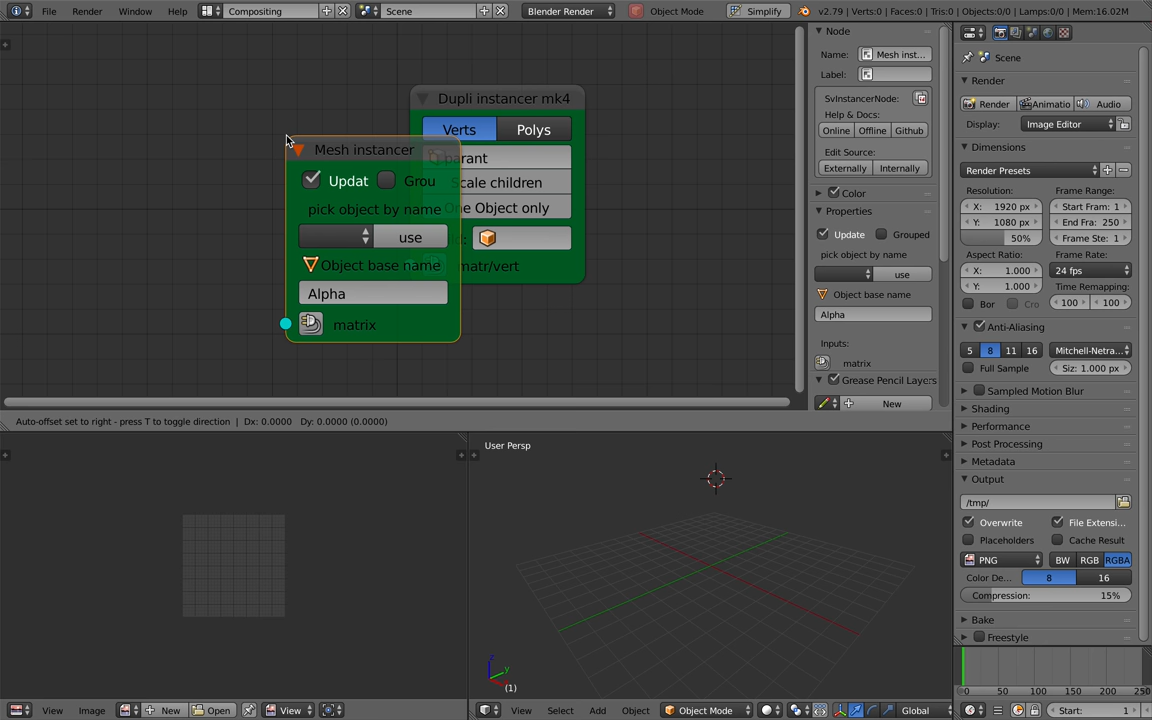 File Render Window Help Compositing Scene Blender Render Object Mode Simplify v2.79 | Verts:0 | Faces:0 | Tris:0 | Objects:0/0 | Lamps:0/0 | Mem:16.02M
Dupli instancer mk4
Verts Polys
parant
Scale children
One Object only
matr/vert
Mesh instancer
Updat Grou
pick object by name
use
Object base name
Alpha
matrix
Node
Name: Mesh inst...
Label:
SvInstancerNode:
Help & Docs:
Online Offline Github
Edit Source:
Externally Internally
Color
Properties
Update Grouped
pick object by name
use
Object base name
Alpha
Inputs:
matrix
Grease Pencil Layers
New
Scene
Render
Render Animatio Audio
Display: Image Editor
Dimensions
Render Presets
Resolution: Frame Range:
X: 1920 px Start Fram: 1
Y: 1080 px End Fra: 250
50% Frame Ste: 1
Aspect Ratio: Frame Rate:
X: 1.000 24 fps
Y: 1.000 Time Remapping:
Bor Cro 100 100
Anti-Aliasing
5 8 11 16 Mitchell-Netra...
Full Sample Siz: 1.000 px
Sampled Motion Blur
Shading
Performance
Post Processing
Metadata
Output
/tmp/
Overwrite File Extensi...
Placeholders Cache Result
PNG BW RGB RGBA
Color De... 8 16
Compression: 15%
Bake
Freestyle
Auto-offset set to right - press T to toggle direction | Dx: 0.0000 Dy: 0.0000 (0.0000)
User Persp
z
y
(1)
0 50 100 150 200 250
View Image New Open View
View Select Add Object Object Mode Global
Start: 1